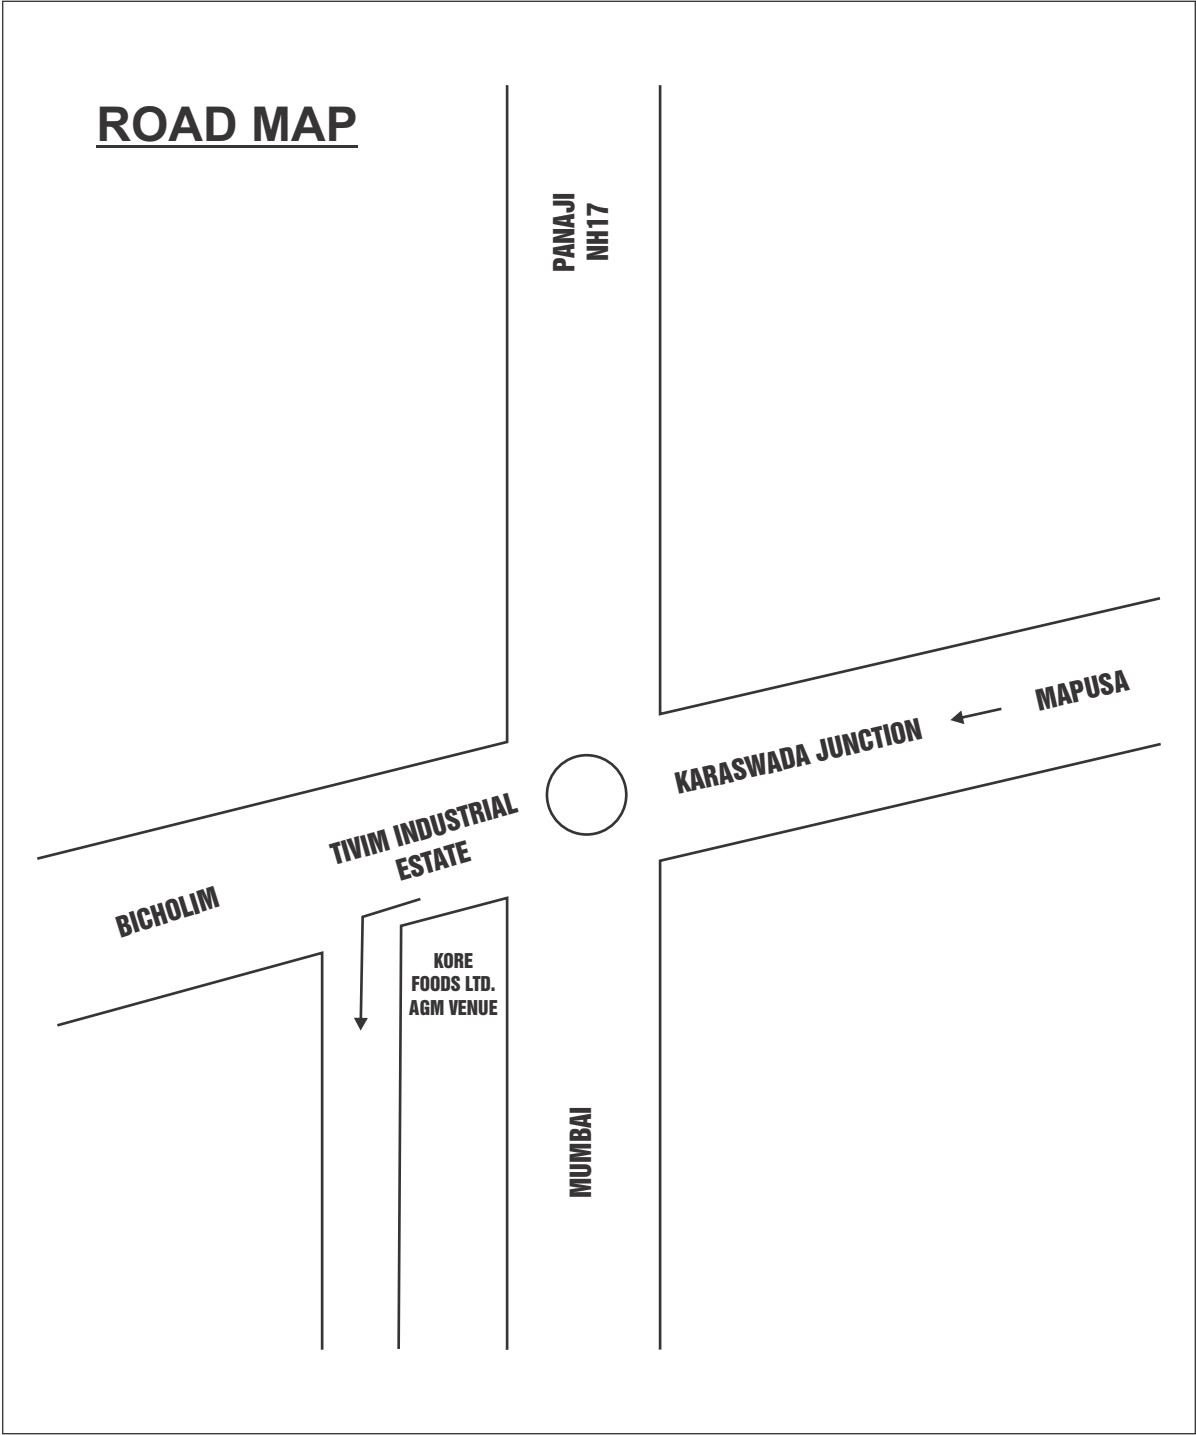 ROAD MAP
PANAJI
NH17
MAPUSA
KARASWADA JUNCTION
TIVIM INDUSTRIAL
ESTATE
BICHOLIM
KORE
FOODS LTD.
AGM VENUE
MUMBAI